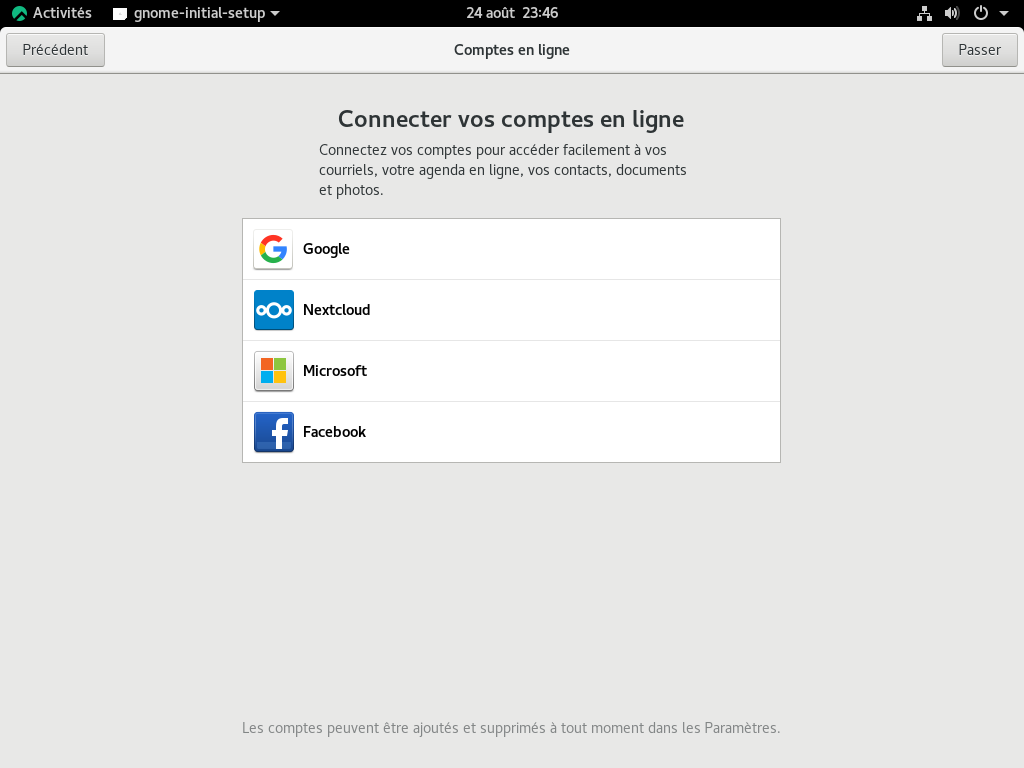 Activités gnome-initial-setup 24 août 23:46
Précédent Comptes en ligne Passer
Connecter vos comptes en ligne
Connectez vos comptes pour accéder facilement à vos
courriels, votre agenda en ligne, vos contacts, documents
et photos.
Google
Nextcloud
Microsoft
Facebook
Les comptes peuvent être ajoutés et supprimés à tout moment dans les Paramètres.